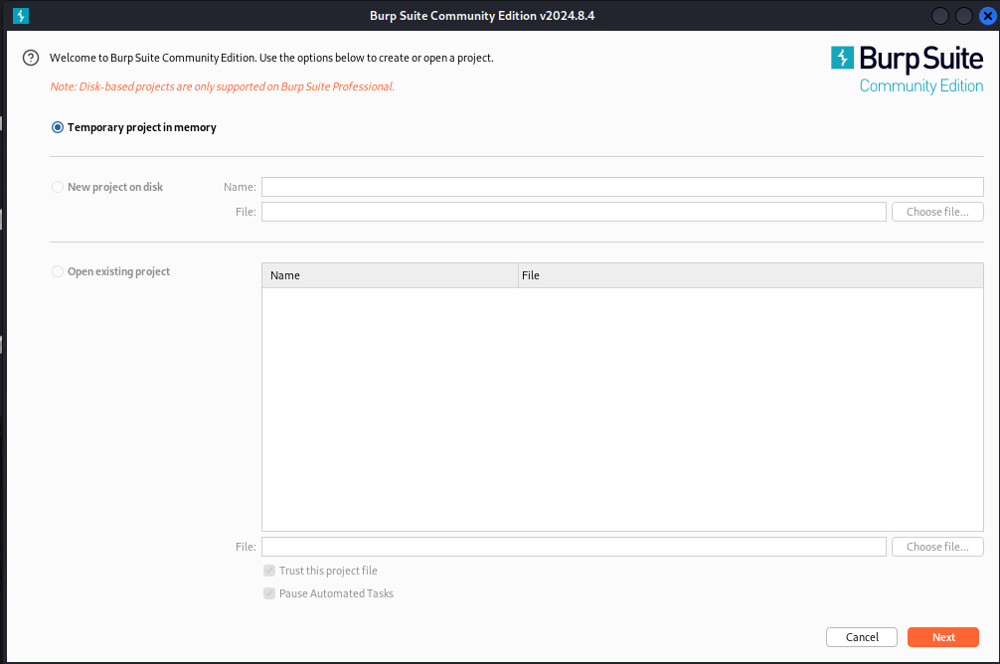 Burp Suite Community Edition v2024.8.4
Welcome to Burp Suite Community Edition. Use the options below to create or open a project.
Burp Suite
Community Edition
Note: Disk-based projects are only supported on Burp Suite Professional.
Temporary project in memory
New project on disk
Name:
File:
Choose file...
Open existing project
Name File
File:
Choose file...
Trust this project file
Pause Automated Tasks
Cancel Next